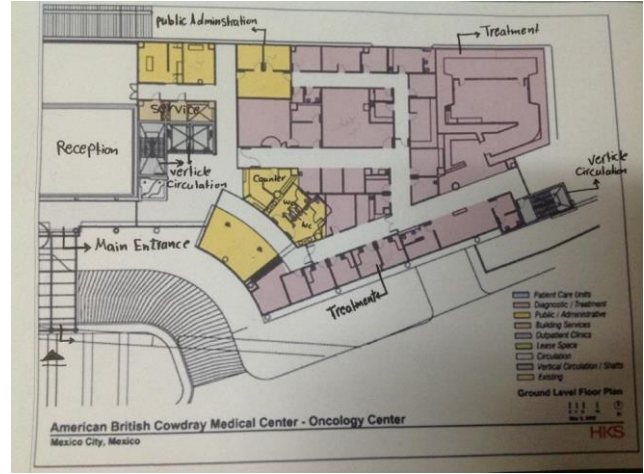 public Adminstration
Treatment
Service
Reception
verticle
Circulation
verticle
Circulation
Counter
Main Entrance
Treatments
Patient Care Units
Diagnostic / Treatment
Public / Administrative
Building Services
Outpatient Clinics
Lease Space
Circulation
Vertical Circulation / Shafts
Existing
Ground Level Floor Plan
American British Cowdray Medical Center - Oncology Center
Mexico City, Mexico
HKS